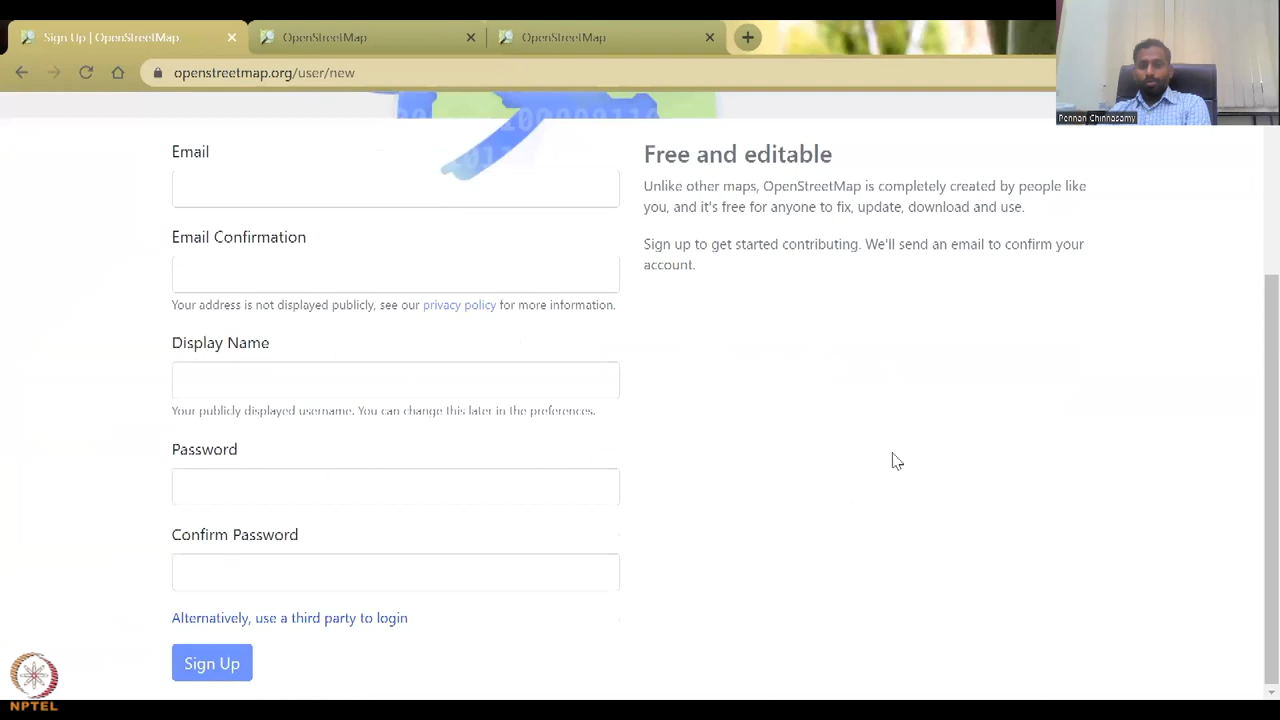 Sign Up | OpenStreetMap
OpenStreetMap
OpenStreetMap
openstreetmap.org/user/new
Pennan Chinnasamy
Email
Email Confirmation
Your address is not displayed publicly, see our privacy policy for more information.
Display Name
Your publicly displayed username. You can change this later in the preferences.
Password
Confirm Password
Alternatively, use a third party to login
Sign Up
Free and editable
Unlike other maps, OpenStreetMap is completely created by people like
you, and it's free for anyone to fix, update, download and use.
Sign up to get started contributing. We'll send an email to confirm your
account.
NPTEL